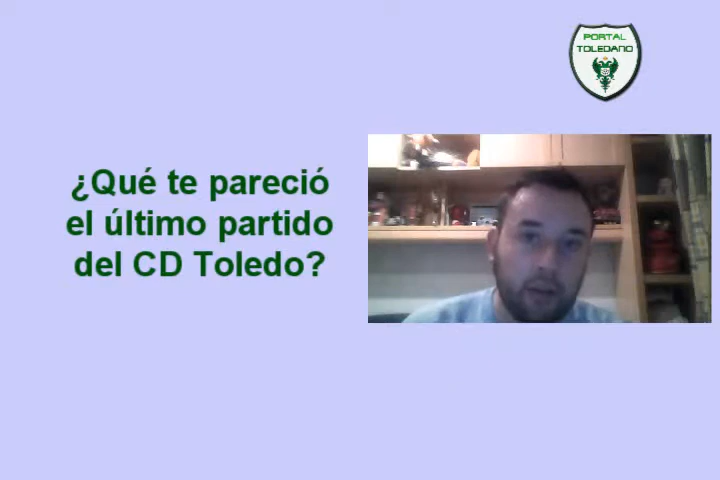 PORTAL
TOLEDANO
¿Qué te pareció
el último partido
del CD Toledo?